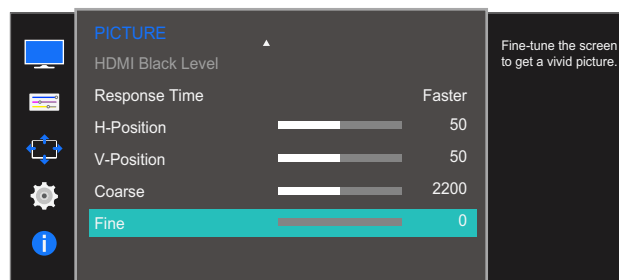 PICTURE
HDMI Black Level
Response Time Faster
H-Position 50
V-Position 50
Coarse 2200
Fine 0
Fine-tune the screen
to get a vivid picture.